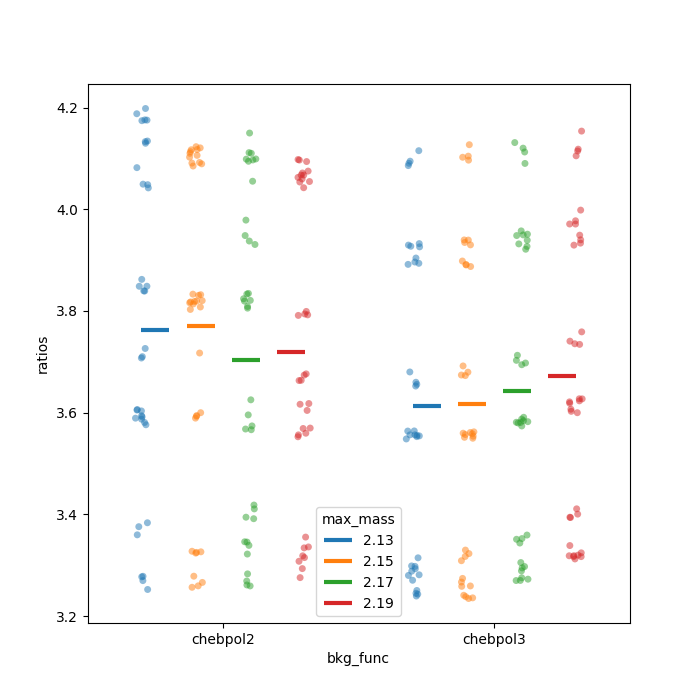 4.2
4.0
3.8
3.6
3.4
3.2
ratios
max_mass
2.13
2.15
2.17
2.19
chebpol2 chebpol3
bkg_func